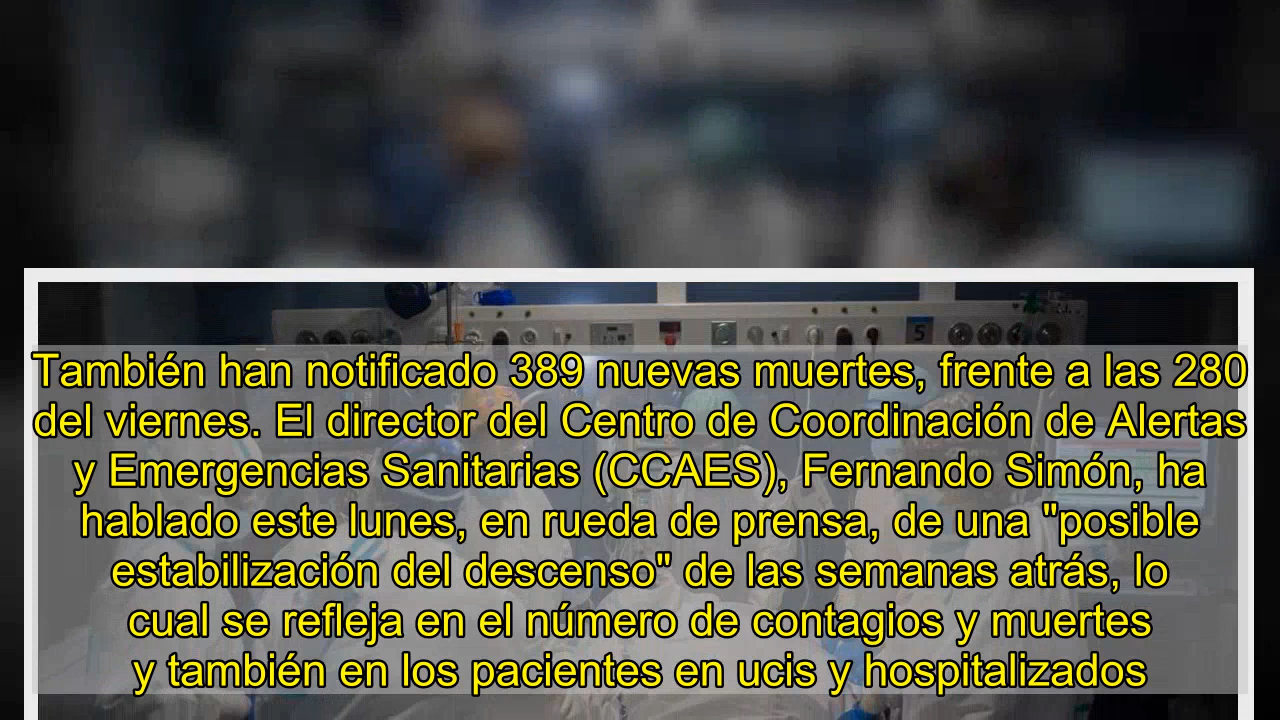 5
También han notificado 389 nuevas muertes, frente a las 280
del viernes. El director del Centro de Coordinación de Alertas
y Emergencias Sanitarias (CCAES), Fernando Simón, ha
hablado este lunes, en rueda de prensa, de una "posible
estabilización del descenso" de las semanas atrás, lo
cual se refleja en el número de contagios y muertes
y también en los pacientes en ucis y hospitalizados